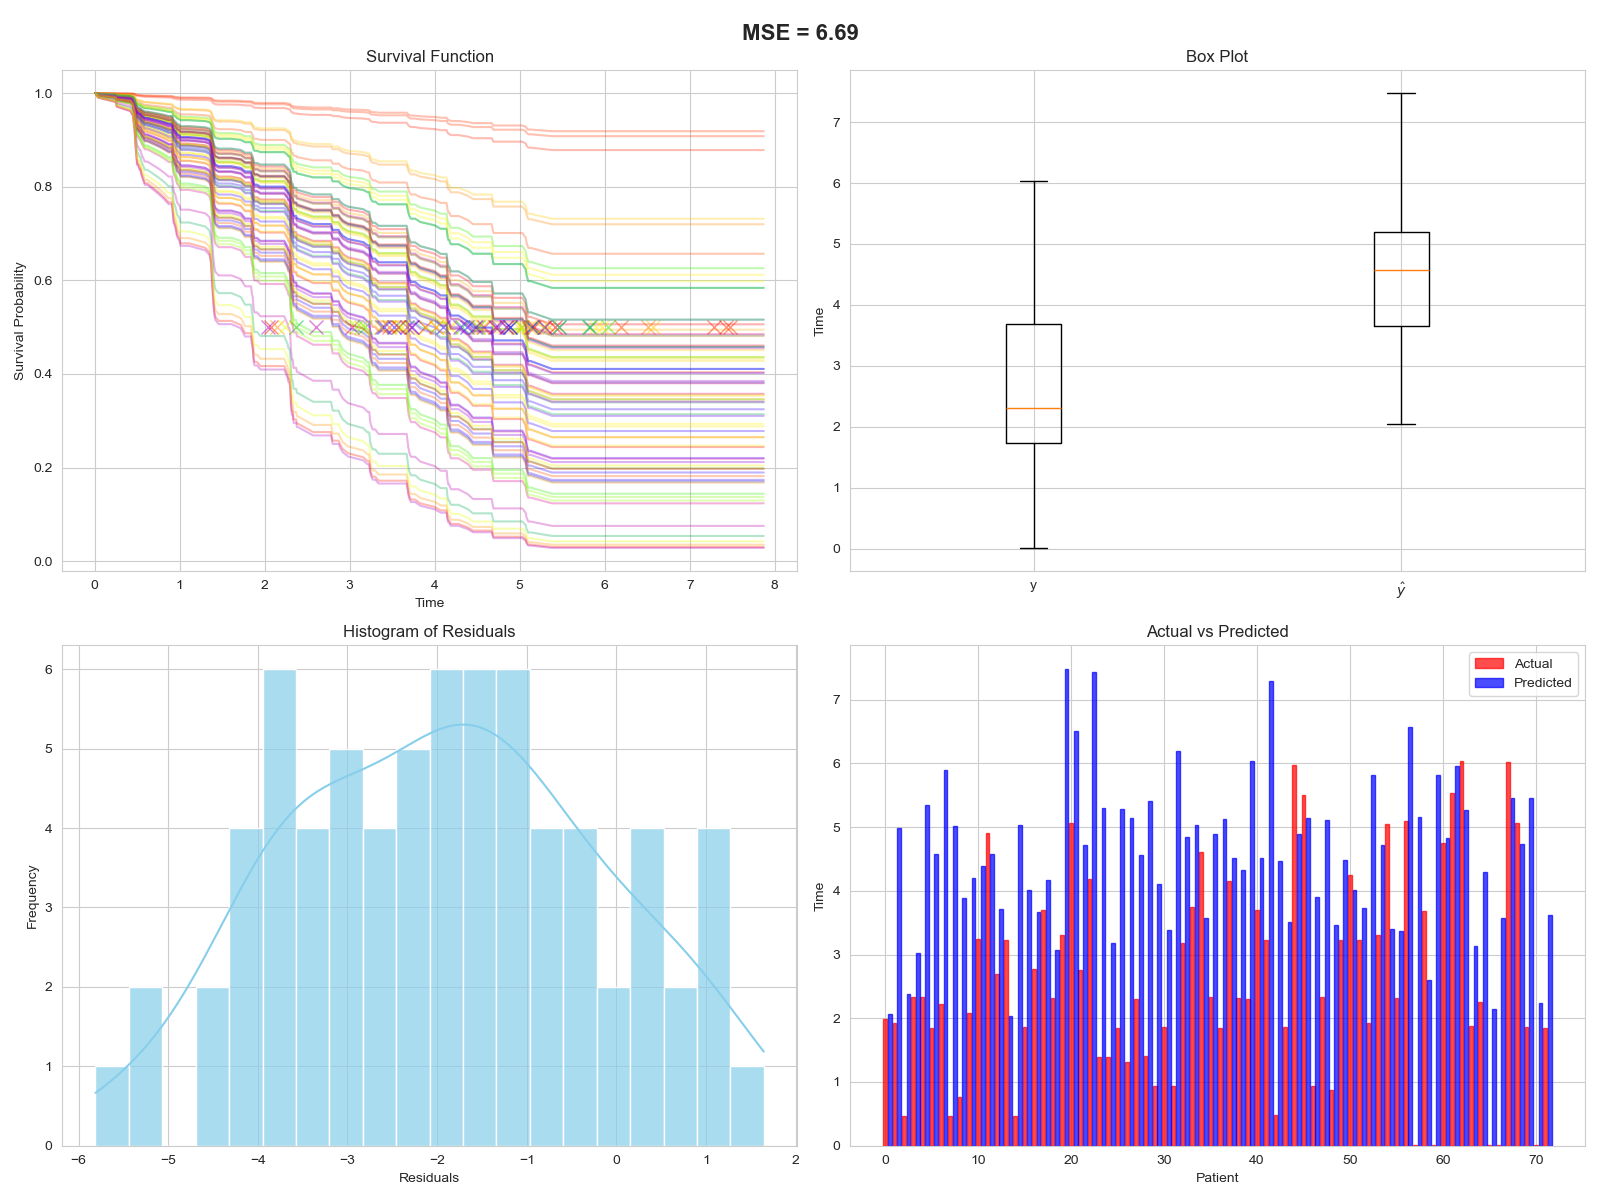 MSE = 6.69
Survival Function
1.0
0.8
0.6
0.4
0.2
0.0
Survival Probability
0 1 2 3 4 5 6 7 8
Time
Box Plot
7
6
5
4
3
2
1
0
Time
y ŷ
Histogram of Residuals
6
5
4
3
2
1
0
Frequency
−6 −5 −4 −3 −2 −1 0 1 2
Residuals
Actual vs Predicted
Actual
Predicted
7
6
5
4
3
2
1
0
Time
0 10 20 30 40 50 60 70
Patient